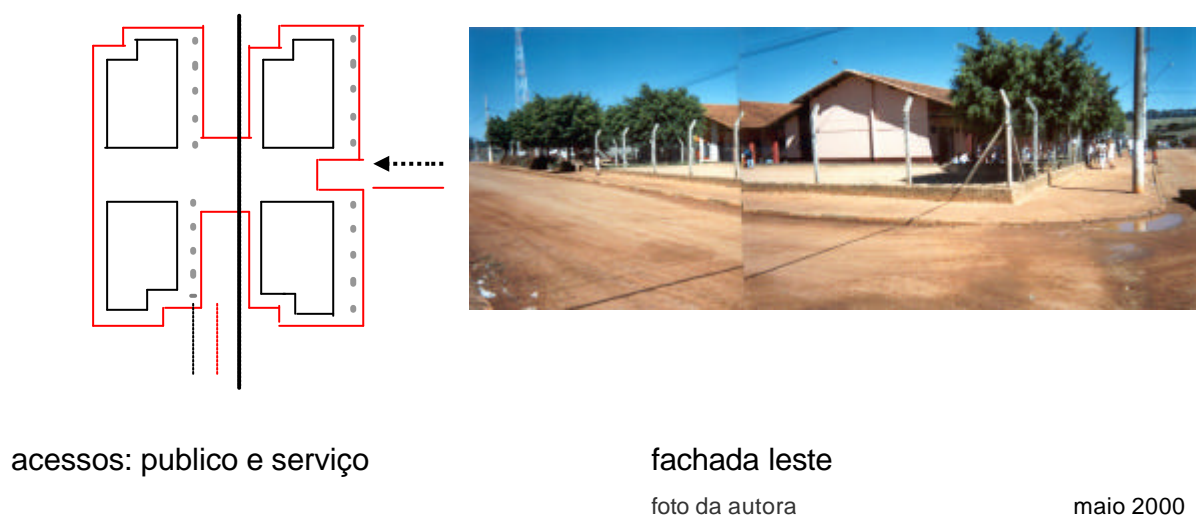 acessos: publico e serviço
fachada leste
foto da autora
maio 2000